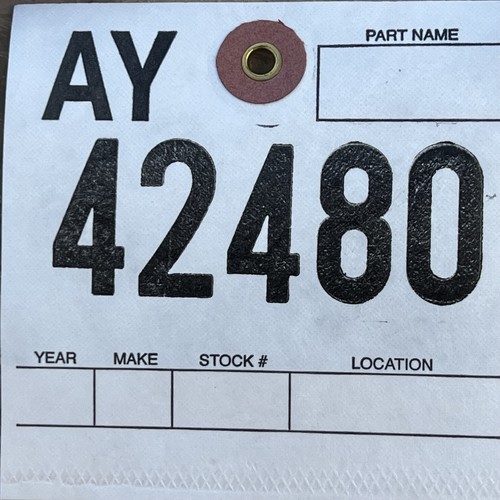 AY
PART NAME
42480
YEAR MAKE STOCK # LOCATION